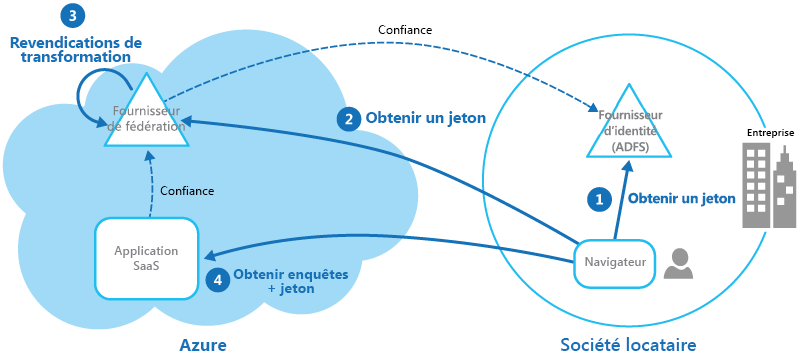 3
Revendications de
transformation
Confiance
Fournisseur
de fédération
2 Obtenir un jeton
Fournisseur
d'identité
(ADFS)
Entreprise
Confiance
1 Obtenir un jeton
Application
SaaS
4 Obtenir enquêtes
+ jeton
Navigateur
Azure
Société locataire